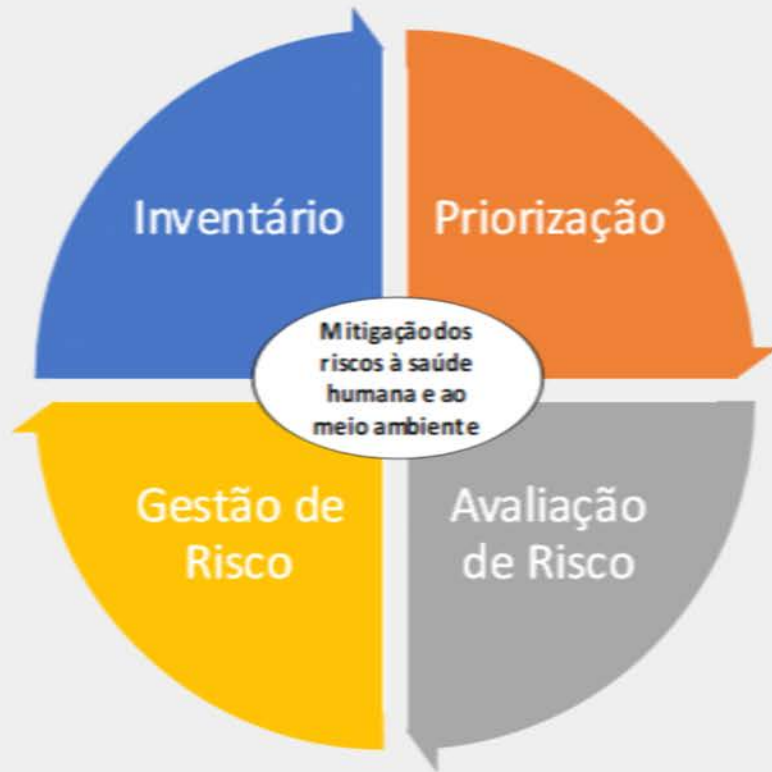 Inventário
Priorização
Mitigação dos
riscos à saúde
humana e ao
meio ambiente
Gestão de
Risco
Avaliação
de Risco